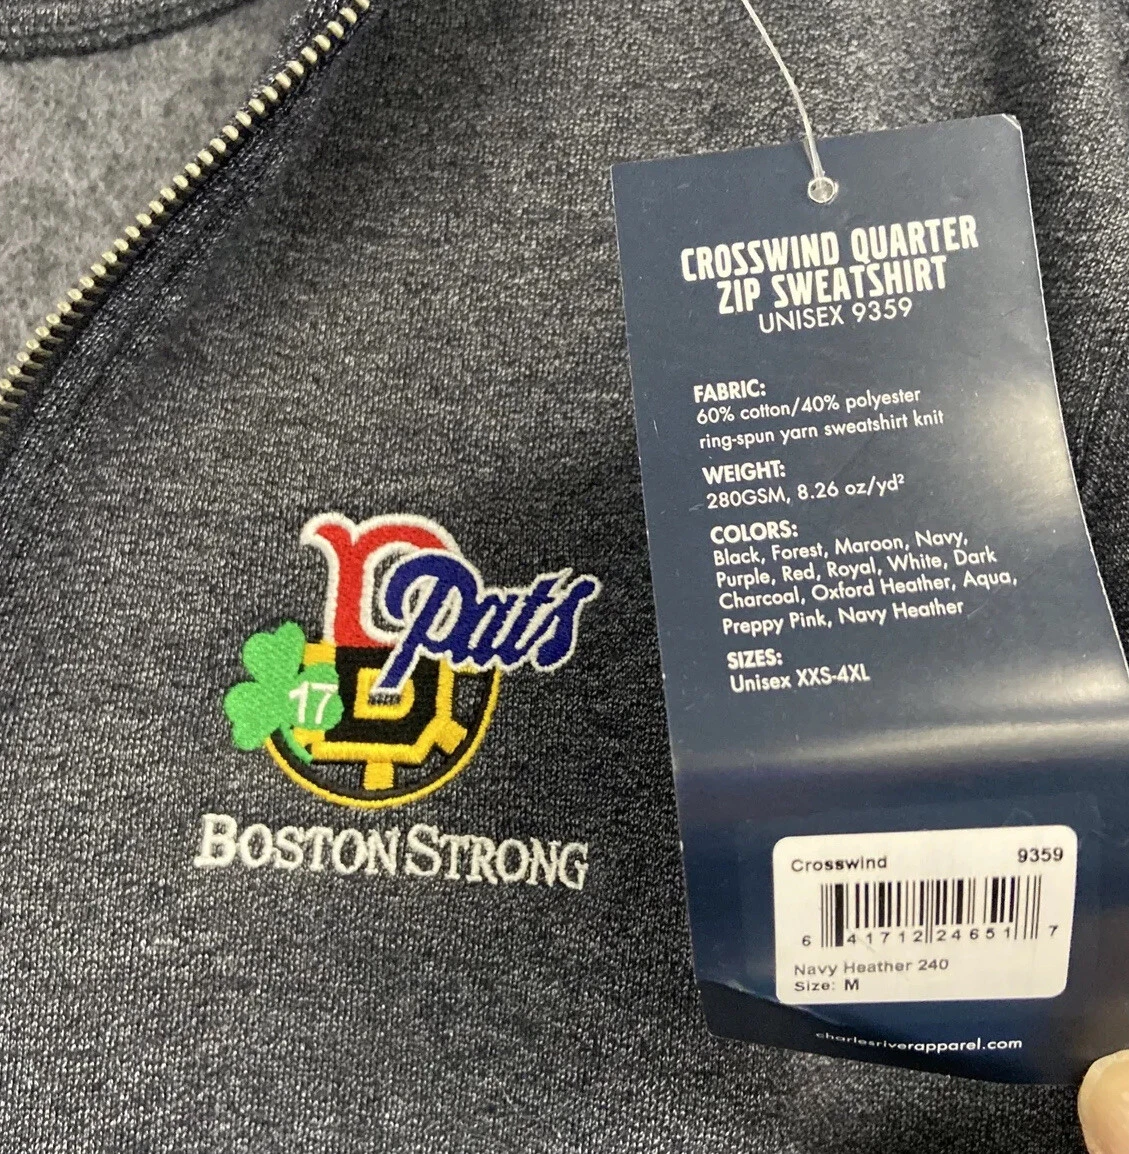 CROSSWIND QUARTER
ZIP SWEATSHIRT
UNISEX 9359
FABRIC:
60% cotton/40% polyester
ring-spun yarn sweatshirt knit
WEIGHT:
280GSM, 8.26 oz/yd²
COLORS:
Black, Forest, Maroon, Navy,
Purple, Red, Royal, White, Dark
Charcoal, Oxford Heather, Aqua,
Preppy Pink, Navy Heather
SIZES:
Unisex XXS-4XL
Pat's
B
17
BOSTON STRONG
Crosswind 9359
6 41712 24651 7
Navy Heather 240
Size: M
charlesriverapparel.com